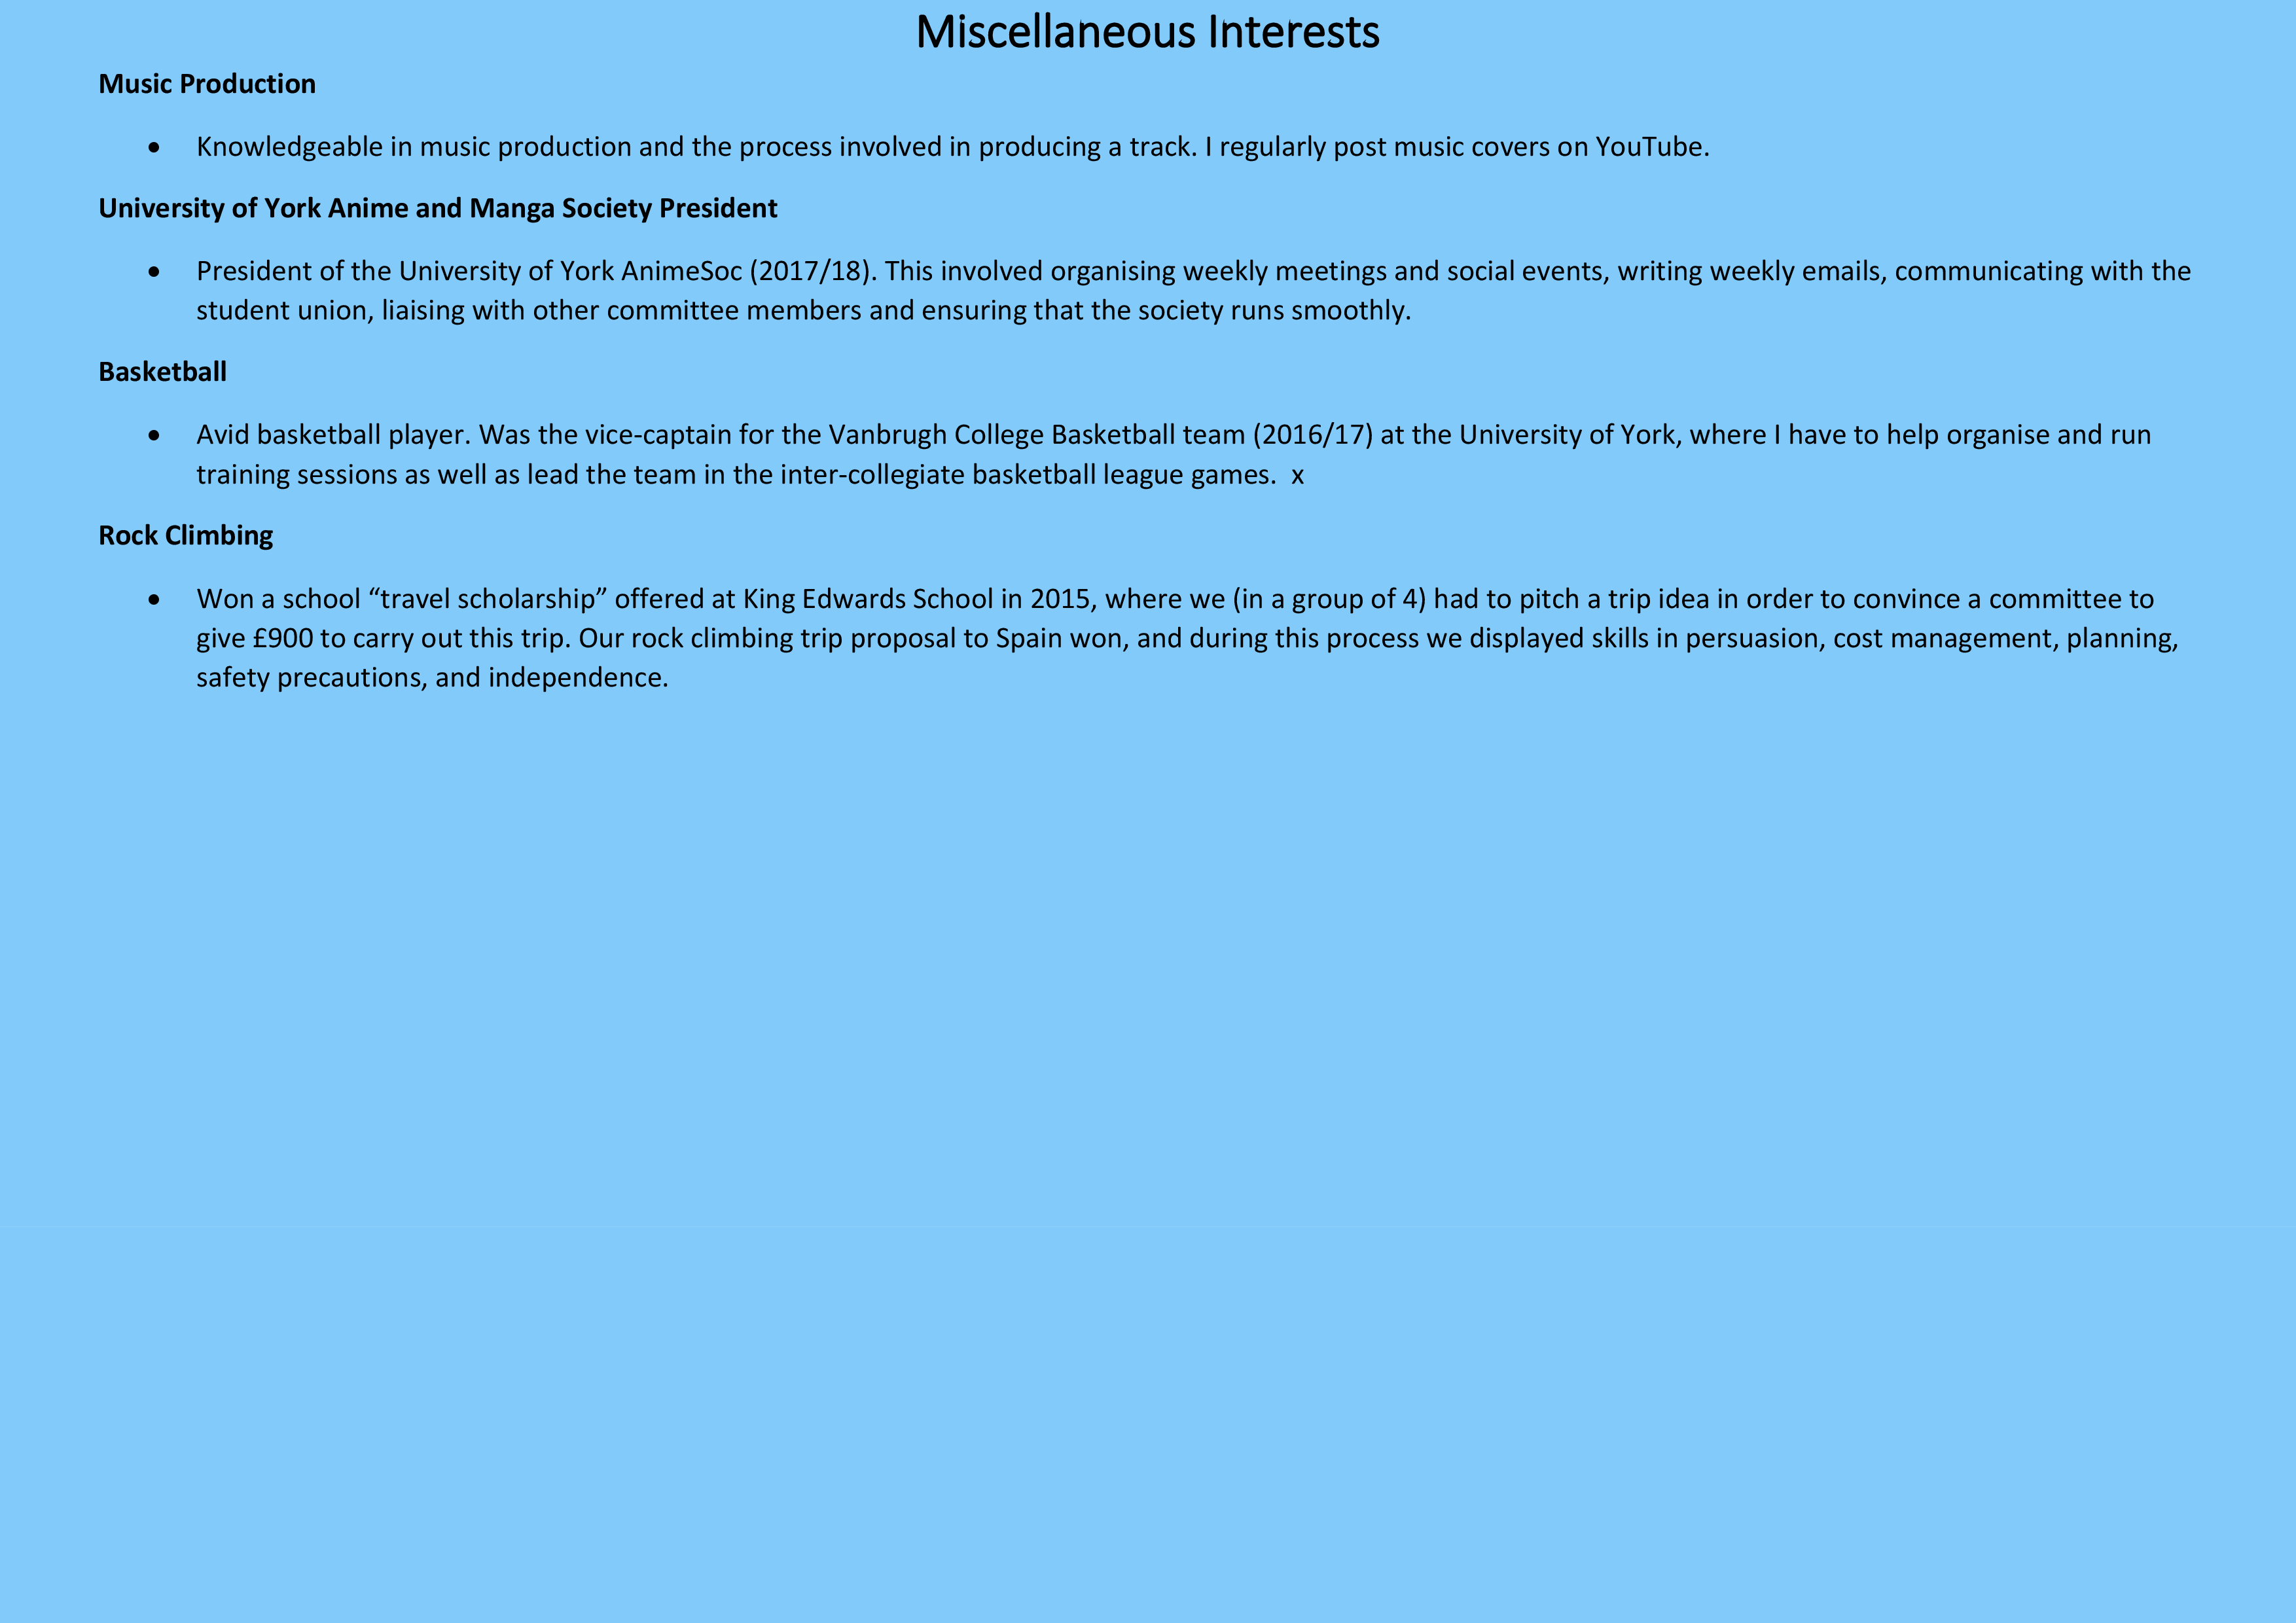 Miscellaneous Interests
Music Production
• Knowledgeable in music production and the process involved in producing a track. I regularly post music covers on YouTube.
University of York Anime and Manga Society President
• President of the University of York AnimeSoc (2017/18). This involved organising weekly meetings and social events, writing weekly emails, communicating with the
student union, liaising with other committee members and ensuring that the society runs smoothly.
Basketball
• Avid basketball player. Was the vice-captain for the Vanbrugh College Basketball team (2016/17) at the University of York, where I have to help organise and run
training sessions as well as lead the team in the inter-collegiate basketball league games.  x
Rock Climbing
• Won a school “travel scholarship” offered at King Edwards School in 2015, where we (in a group of 4) had to pitch a trip idea in order to convince a committee to
give £900 to carry out this trip. Our rock climbing trip proposal to Spain won, and during this process we displayed skills in persuasion, cost management, planning,
safety precautions, and independence.